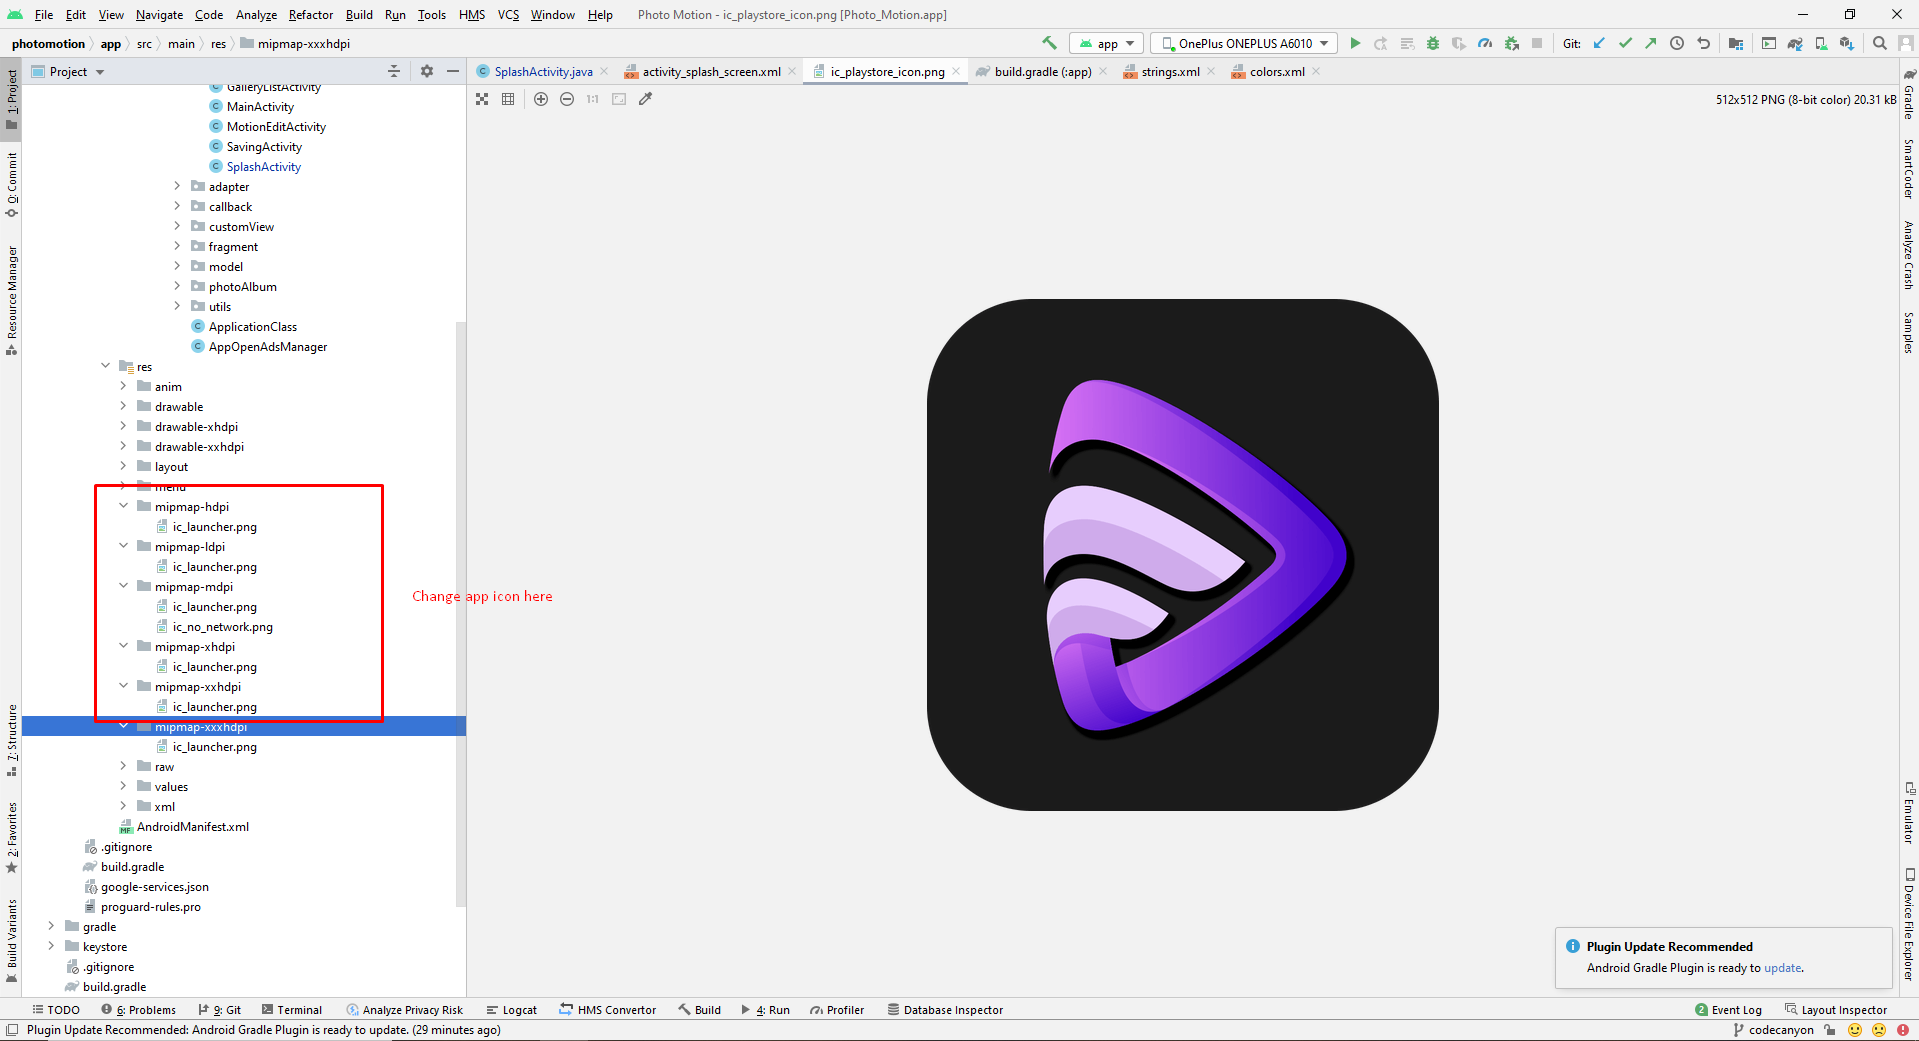 File Edit View Navigate Code Analyze Refactor Build Run Tools HMS VCS Window Help Photo Motion - ic_playstore_icon.png [Photo_Motion.app]
photomotion app src main res mipmap-xxxhdpi app OnePlus ONEPLUS A6010 Git:
Project
SplashActivity.java activity_splash_screen.xml ic_playstore_icon.png build.gradle (:app) strings.xml colors.xml
1:1 512x512 PNG (8-bit color) 20.31 kB
1: Project
0: Commit
Resource Manager
7: Structure
2: Favorites
Build Variants
GalleryListActivity
MainActivity
MotionEditActivity
SavingActivity
SplashActivity
adapter
callback
customView
fragment
model
photoAlbum
utils
ApplicationClass
AppOpenAdsManager
res
anim
drawable
drawable-xhdpi
drawable-xxhdpi
layout
menu
mipmap-hdpi
ic_launcher.png
mipmap-ldpi
ic_launcher.png
mipmap-mdpi
ic_launcher.png
ic_no_network.png
mipmap-xhdpi
ic_launcher.png
mipmap-xxhdpi
ic_launcher.png
mipmap-xxxhdpi
ic_launcher.png
raw
values
xml
AndroidManifest.xml
.gitignore
build.gradle
google-services.json
proguard-rules.pro
gradle
keystore
.gitignore
build.gradle
Change app icon here
Gradle
SmartCoder
Analyze Crash
Samples
Emulator
Device File Explorer
Plugin Update Recommended
Android Gradle Plugin is ready to update.
TODO 6: Problems 9: Git Terminal Analyze Privacy Risk Logcat HMS Convertor Build 4: Run Profiler Database Inspector 2 Event Log Layout Inspector
Plugin Update Recommended: Android Gradle Plugin is ready to update. (29 minutes ago) codecanyon